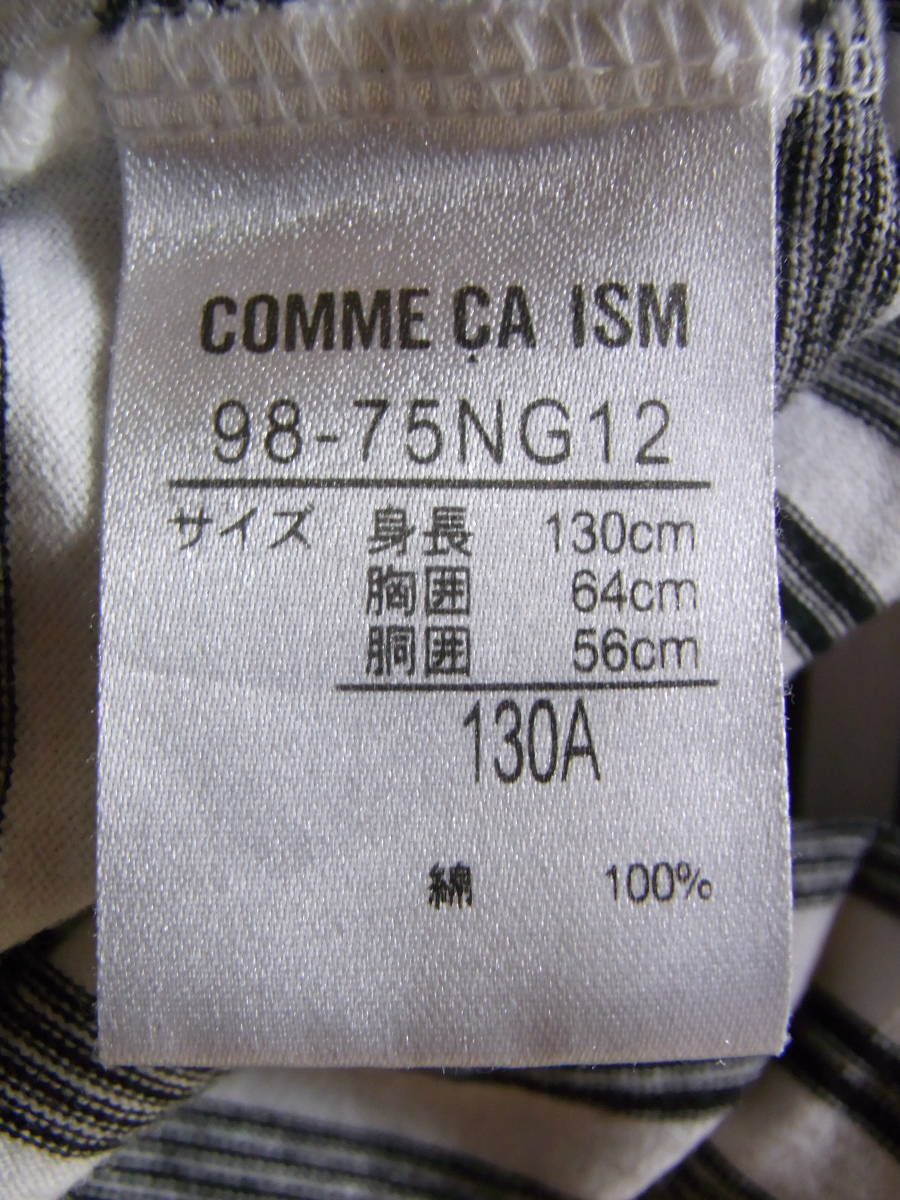 COMME ÇA ISM
98-75NG12
サイズ 身長 130cm
胸囲 64cm
胴囲 56cm
130A
綿 100%